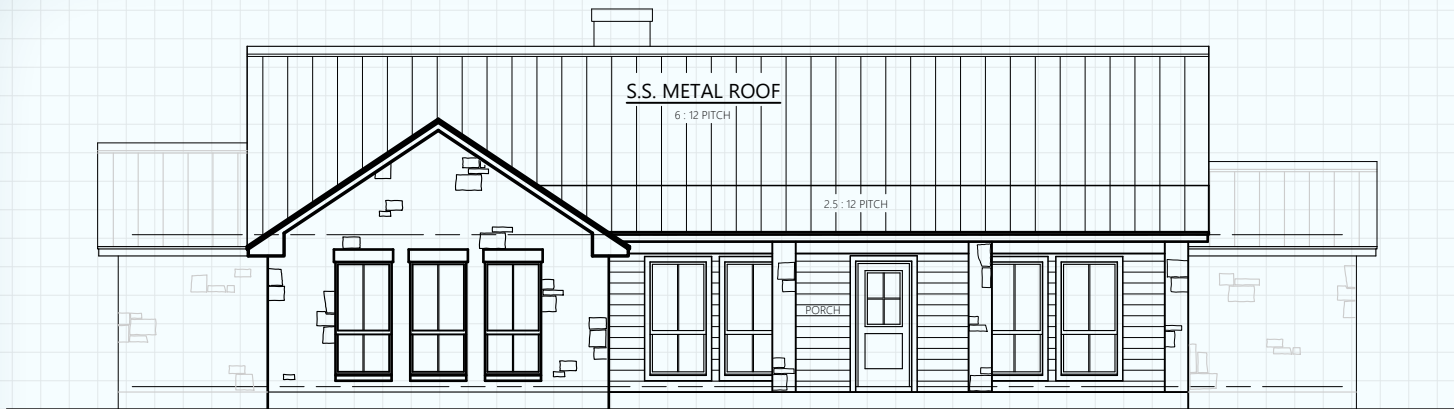 S.S. METAL ROOF
6 : 12 PITCH
2.5 : 12 PITCH
PORCH